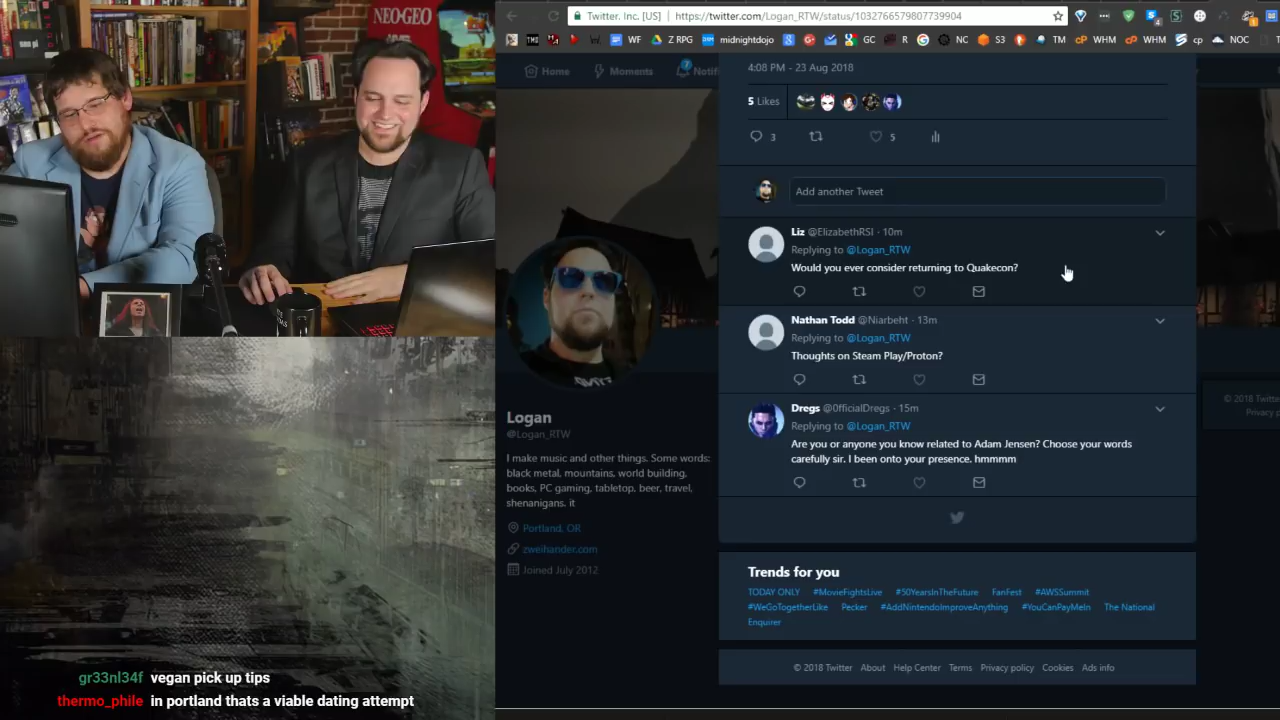 NEO-GEO
Twitter, Inc. [US] https://twitter.com/Logan_RTW/status/1032766579807739904
WF Z RPG midnightdojo GC R NC S3 TM WHM WHM cp NOC
Home Moments Notifi
4:08 PM - 23 Aug 2018
5 Likes
3 5
Add another Tweet
Liz @ElizabethRSI · 10m
Replying to @Logan_RTW
Would you ever consider returning to Quakecon?
Nathan Todd @Niarbeht · 13m
Replying to @Logan_RTW
Thoughts on Steam Play/Proton?
Dregs @0fficialDregs · 15m
Replying to @Logan_RTW
Are you or anyone you know related to Adam Jensen? Choose your words
carefully sir. I been onto your presence. hmmmm
Logan
@Logan_RTW
I make music and other things. Some words:
black metal, mountains, world building,
books, PC gaming, tabletop, beer, travel,
shenanigans. it
Portland, OR
zweihander.com
Joined July 2012
© 2018 Twitter
Privacy p
Trends for you
TODAY ONLY #MovieFightsLive #50YearsInTheFuture FanFest #AWSSummit
#WeGoTogetherLike Pecker #AddNintendoImproveAnything #YouCanPayMeIn The National
Enquirer
© 2018 Twitter About Help Center Terms Privacy policy Cookies Ads info
gr33nl34f vegan pick up tips
thermo_phile in portland thats a viable dating attempt